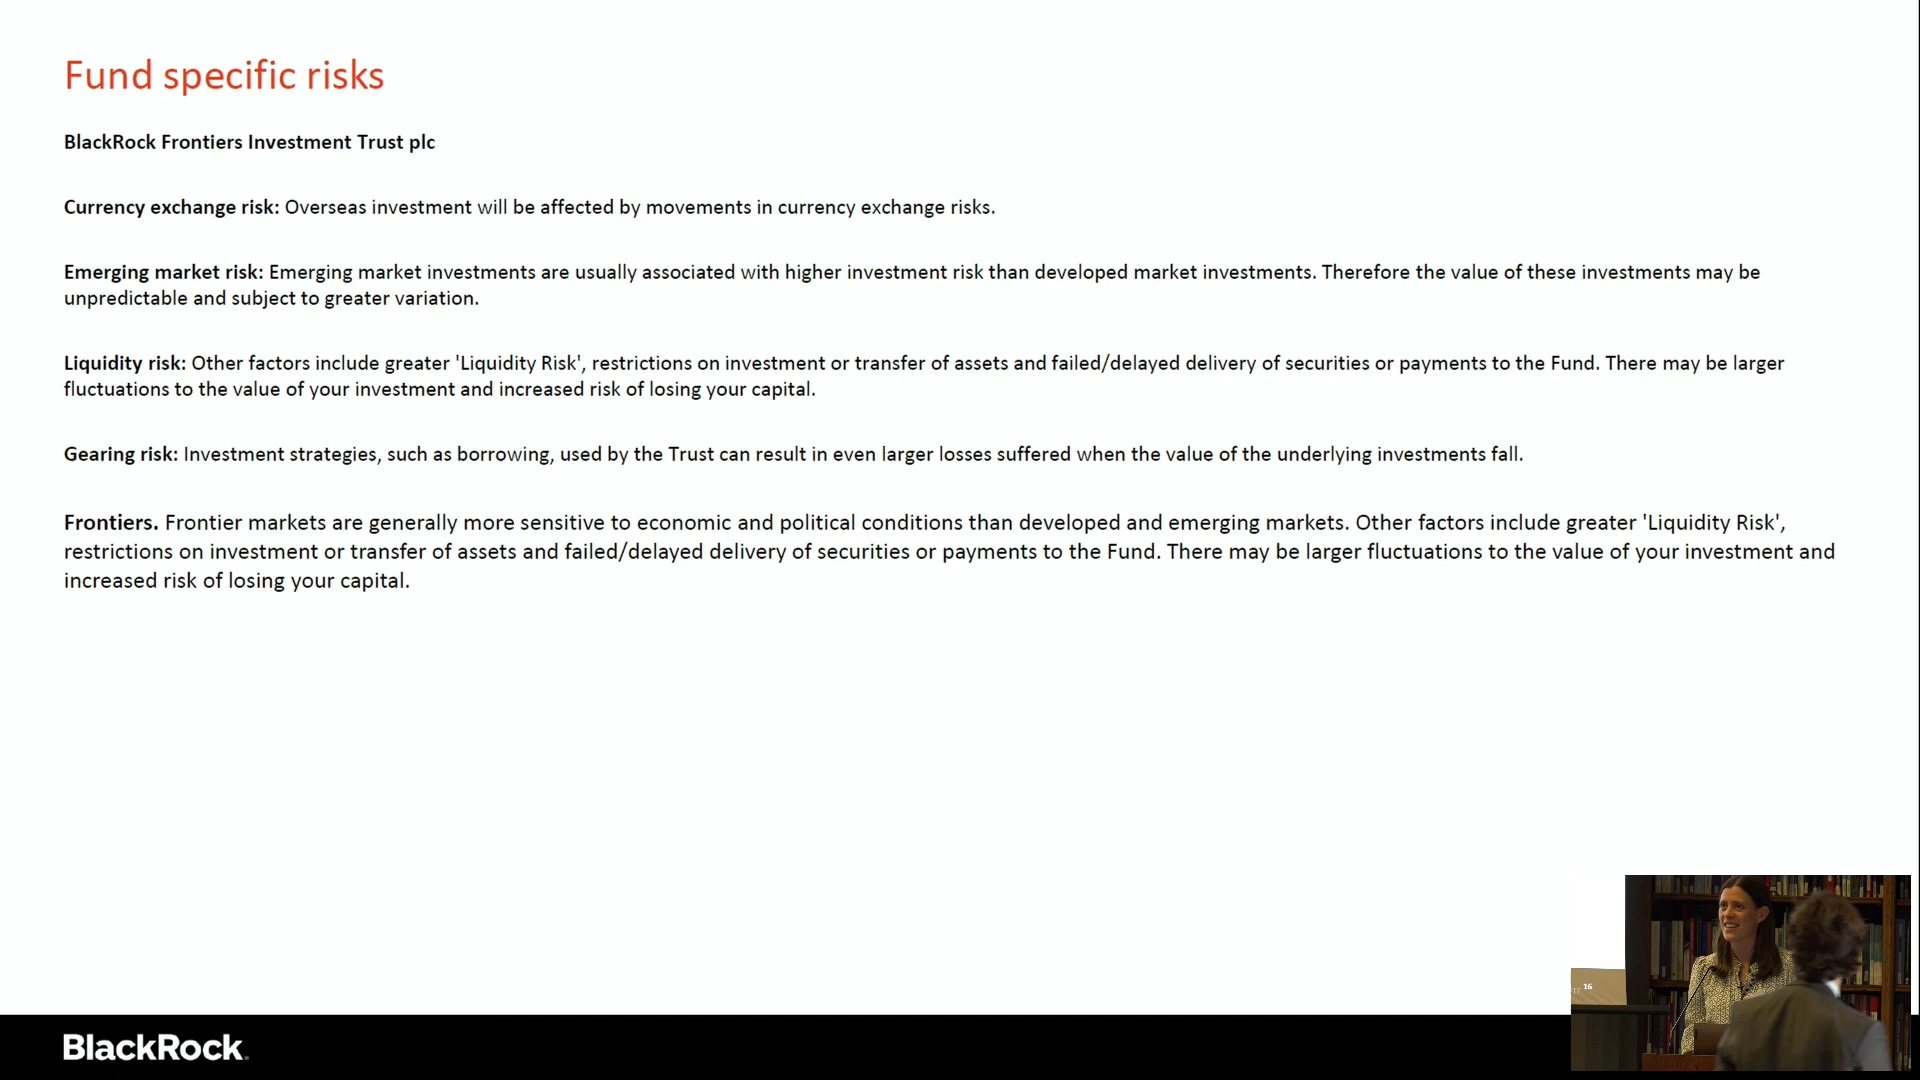 Fund specific risks
BlackRock Frontiers Investment Trust plc
Currency exchange risk: Overseas investment will be affected by movements in currency exchange risks.
Emerging market risk: Emerging market investments are usually associated with higher investment risk than developed market investments. Therefore the value of these investments may be
unpredictable and subject to greater variation.
Liquidity risk: Other factors include greater 'Liquidity Risk', restrictions on investment or transfer of assets and failed/delayed delivery of securities or payments to the Fund. There may be larger
fluctuations to the value of your investment and increased risk of losing your capital.
Gearing risk: Investment strategies, such as borrowing, used by the Trust can result in even larger losses suffered when the value of the underlying investments fall.
Frontiers. Frontier markets are generally more sensitive to economic and political conditions than developed and emerging markets. Other factors include greater 'Liquidity Risk',
restrictions on investment or transfer of assets and failed/delayed delivery of securities or payments to the Fund. There may be larger fluctuations to the value of your investment and
increased risk of losing your capital.
16
BlackRock.